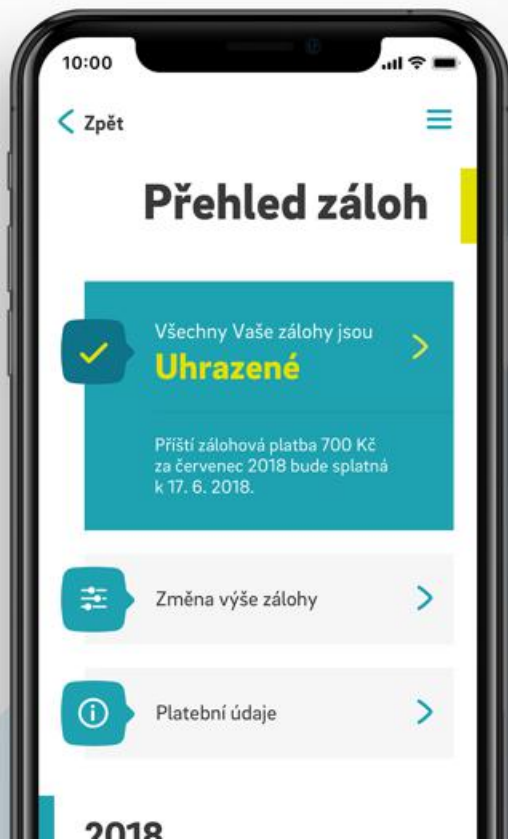 10:00
Zpět
Přehled záloh
Všechny Vaše zálohy jsou
Uhrazené
Příští zálohová platba 700 Kč
za červenec 2018 bude splatná
k 17. 6. 2018.
Změna výše zálohy
Platební údaje
2018